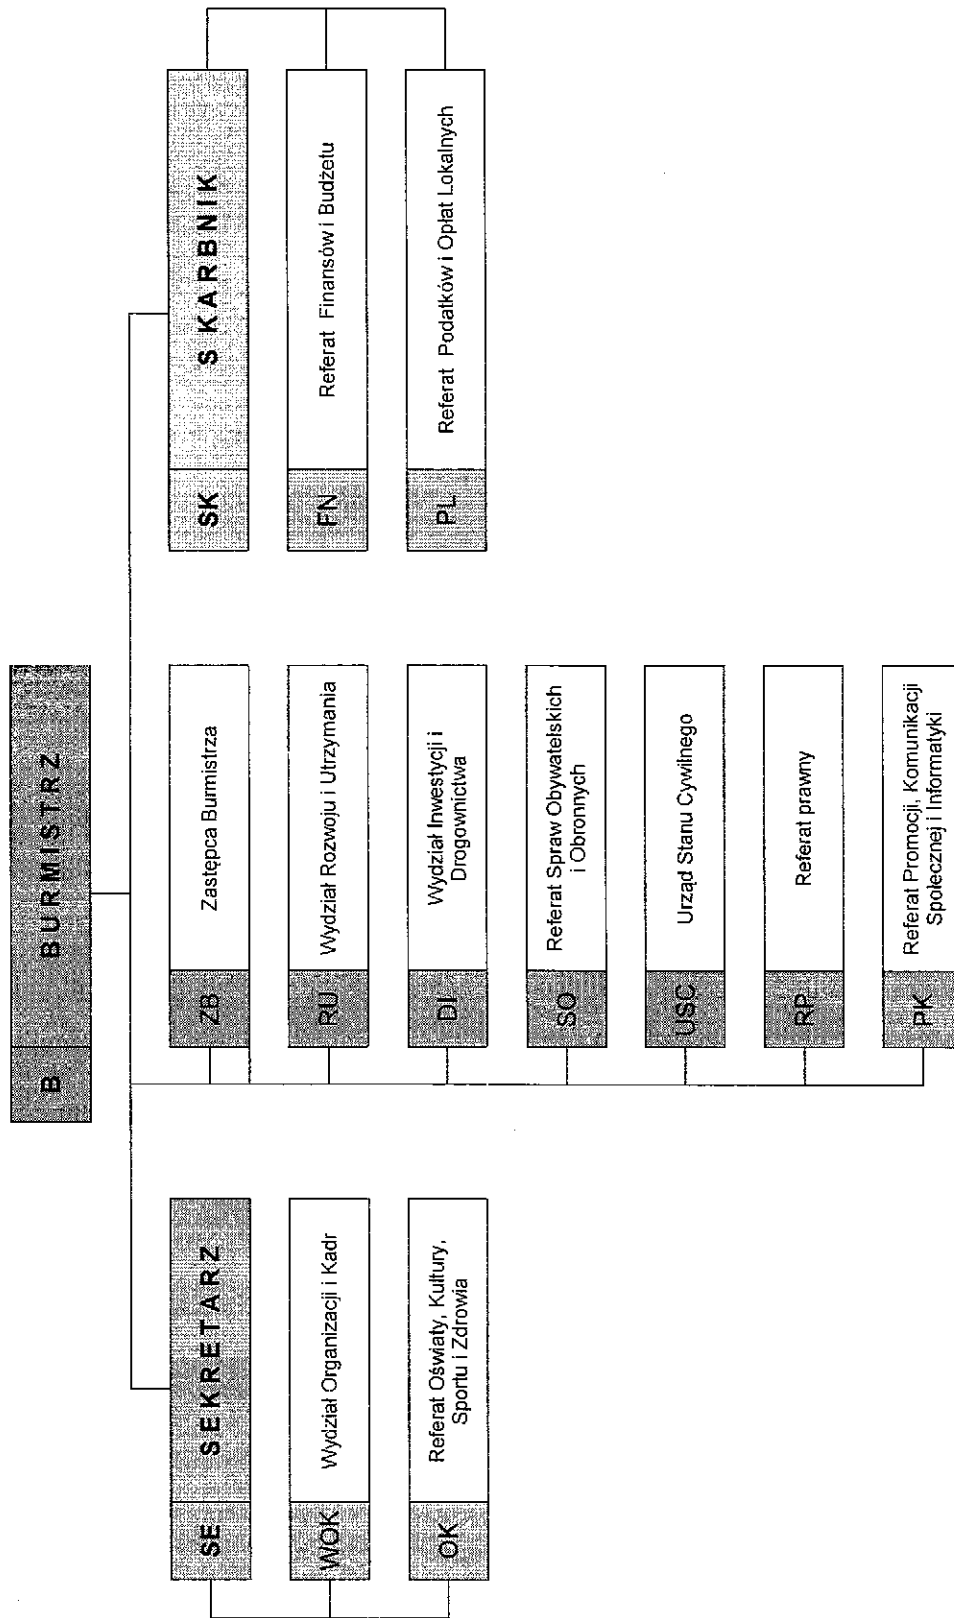 B BURMISTRZ
SE SEKRETARZ
WOK Wydział Organizacji i Kadr
OK Referat Oświaty, Kultury,
Sportu i Zdrowia
ZB Zastępca Burmistrza
RU Wydział Rozwoju i Utrzymania
DI Wydział Inwestycji i
Drogownictwa
SO Referat Spraw Obywatelskich
i Obronnych
USC Urząd Stanu Cywilnego
RP Referat prawny
PK Referat Promocji, Komunikacji
Społecznej i Informatyki
SK SKARBNIK
FN Referat Finansów i Budżetu
PL Referat Podatków i Opłat Lokalnych